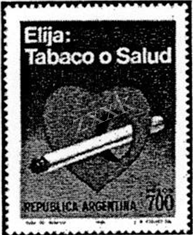 Elija:
Tabaco o Salud
700
REPUBLICA ARGENTINA